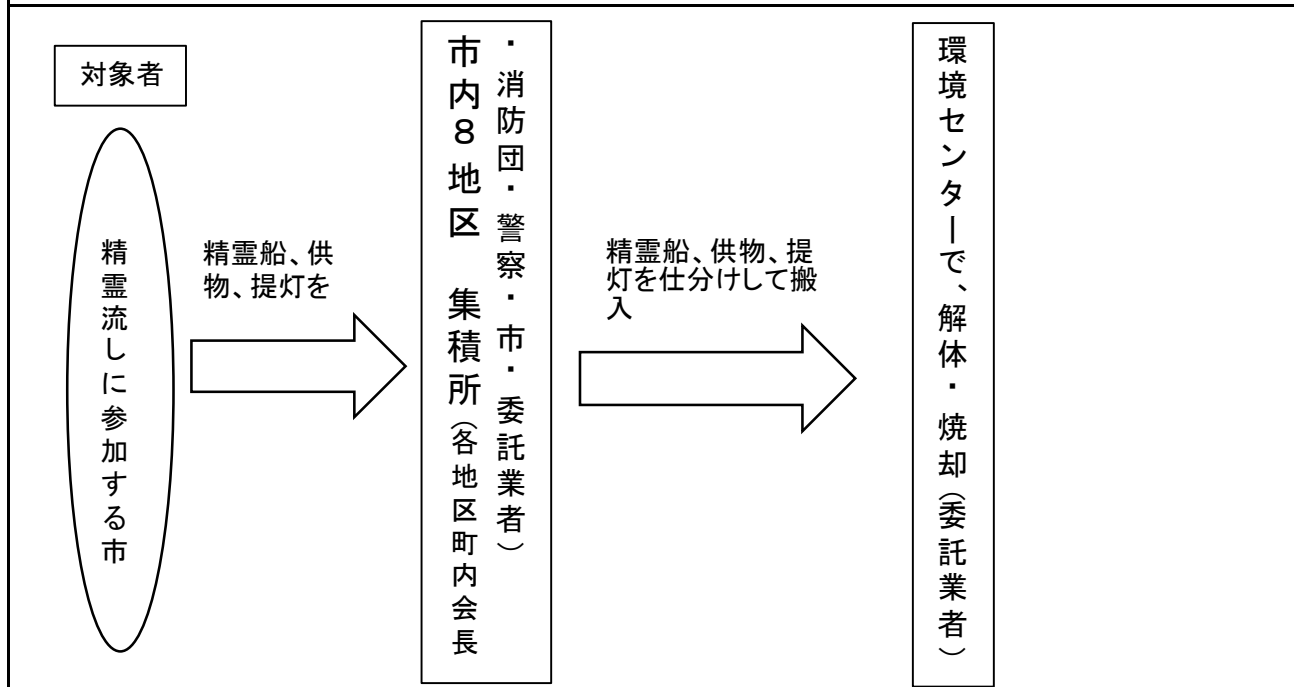 対象者
精霊流しに参加する市
精霊船、供
物、提灯を
市内８地区　集積所（各地区町内会長
・消防団・警察・市・委託業者）
精霊船、供物、提
灯を仕分けして搬
入
環境センターで、解体・焼却（委託業者）